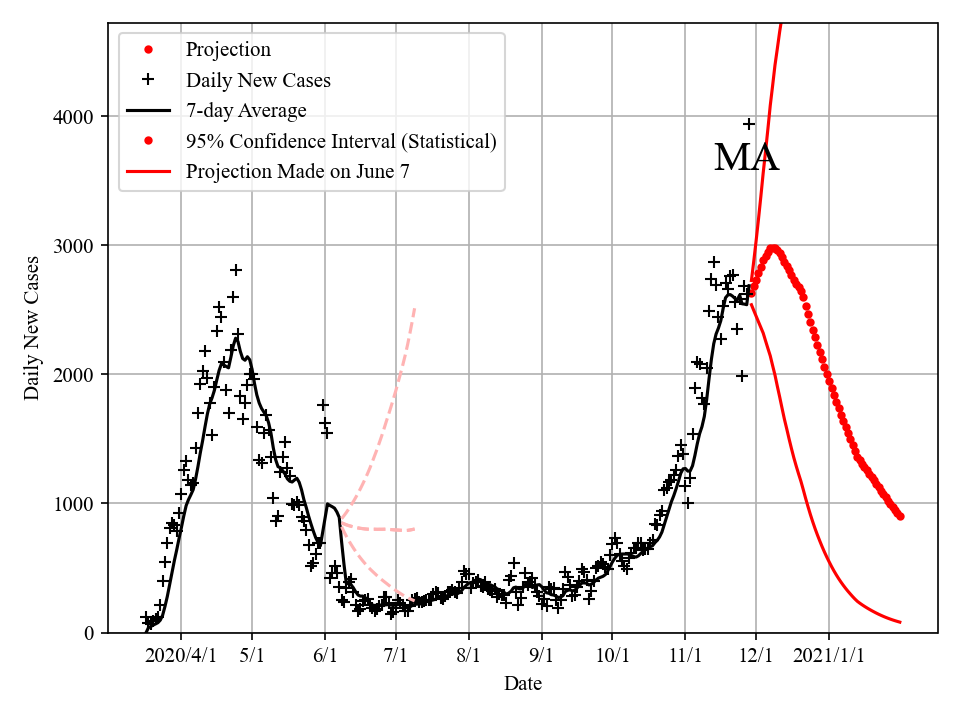 Projection
Daily New Cases
7-day Average
95% Confidence Interval (Statistical)
Projection Made on June 7
MA
Daily New Cases
4000
3000
2000
1000
0
2020/4/1 5/1 6/1 7/1 8/1 9/1 10/1 11/1 12/1 2021/1/1
Date